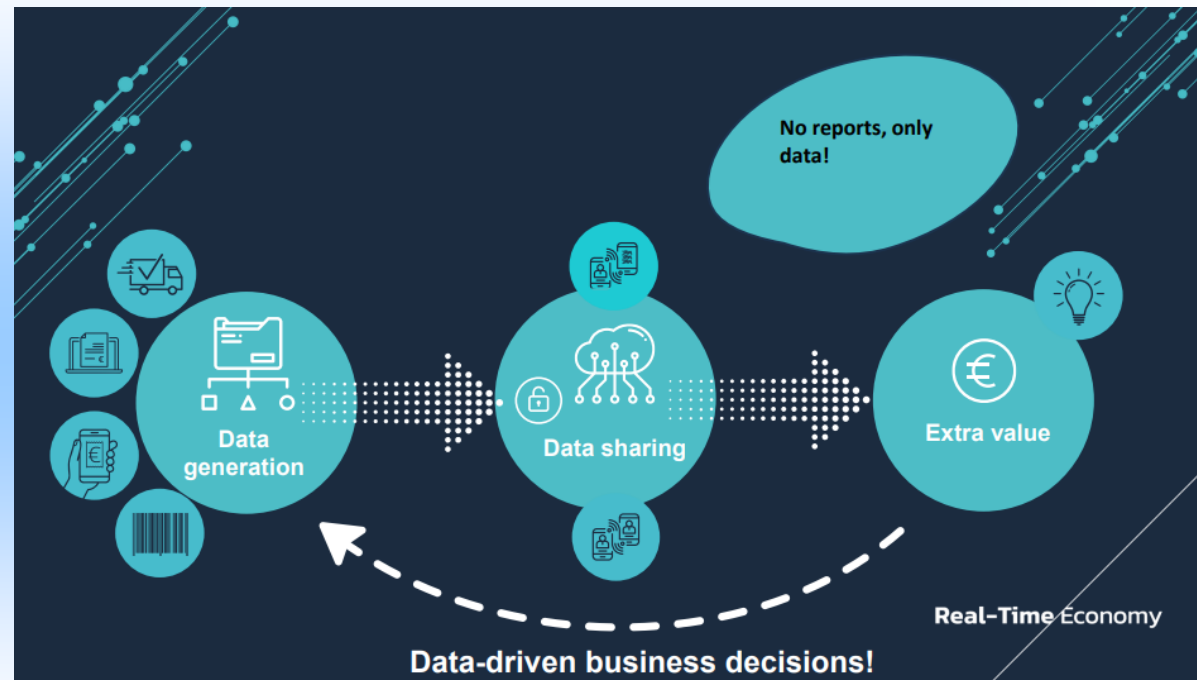 No reports, only
data!
Data
generation
Data sharing
Extra value
Real-Time Economy
Data-driven business decisions!